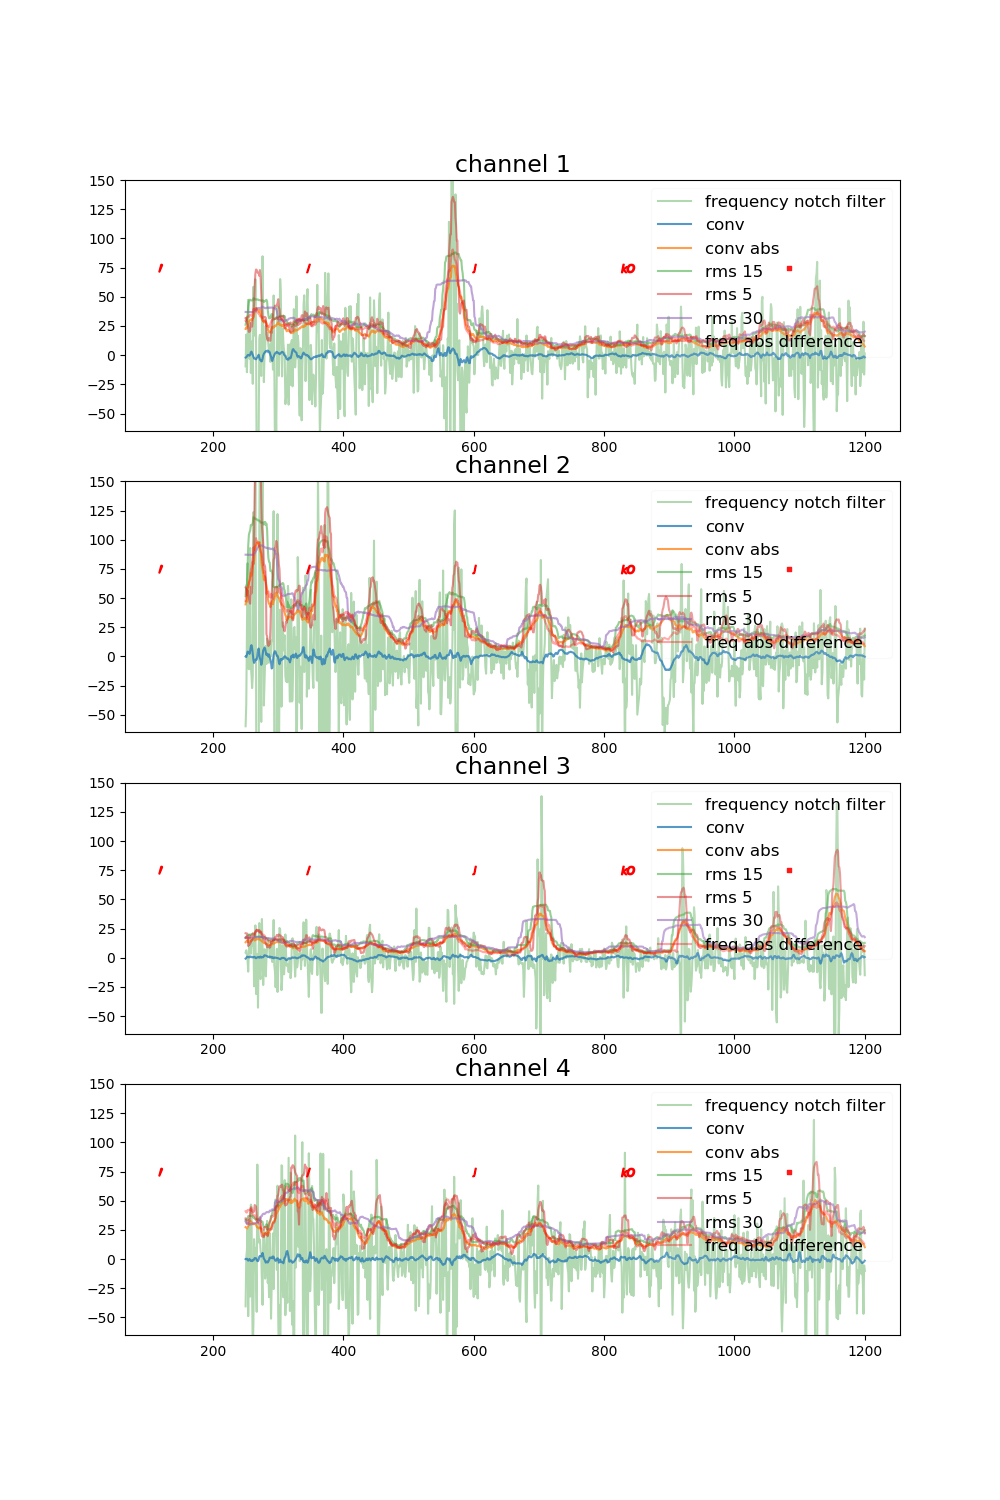 channel 1
150
125
100
75
50
25
0
−25
−50
frequency notch filter
conv
conv abs
rms 15
rms 5
rms 30
freq abs difference
200 400 600 800 1000 1200
channel 2
150
125
100
75
50
25
0
−25
−50
frequency notch filter
conv
conv abs
rms 15
rms 5
rms 30
freq abs difference
200 400 600 800 1000 1200
channel 3
150
125
100
75
50
25
0
−25
−50
frequency notch filter
conv
conv abs
rms 15
rms 5
rms 30
freq abs difference
200 400 600 800 1000 1200
channel 4
150
125
100
75
50
25
0
−25
−50
frequency notch filter
conv
conv abs
rms 15
rms 5
rms 30
freq abs difference
200 400 600 800 1000 1200